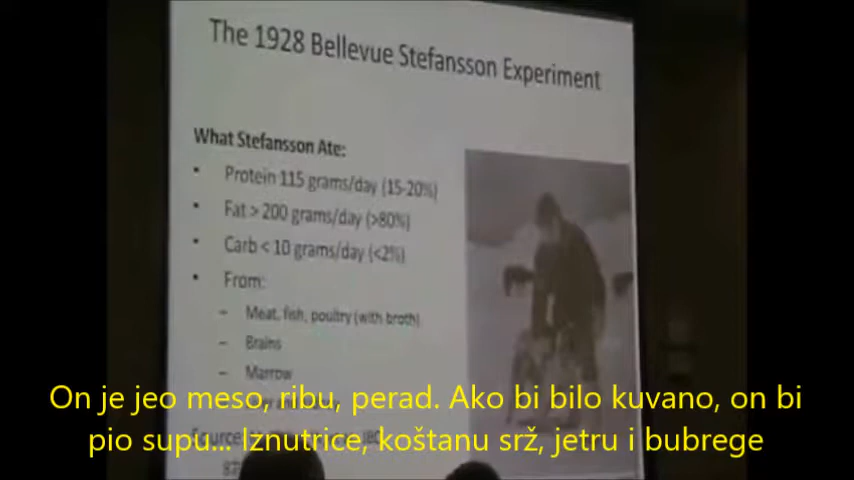 The 1928 Bellevue Stefansson Experiment
What Stefansson Ate:
• Protein 115 grams/day (15-20%)
• Fat > 200 grams/day (>80%)
• Carb < 10 grams/day (<2%)
• From:
– Meat, fish, poultry (with broth)
– Brains
– Marrow
On je jeo meso, ribu, perad. Ako bi bilo kuvano, on bi
pio supu... Iznutrice, koštanu srž, jetru i bubrege